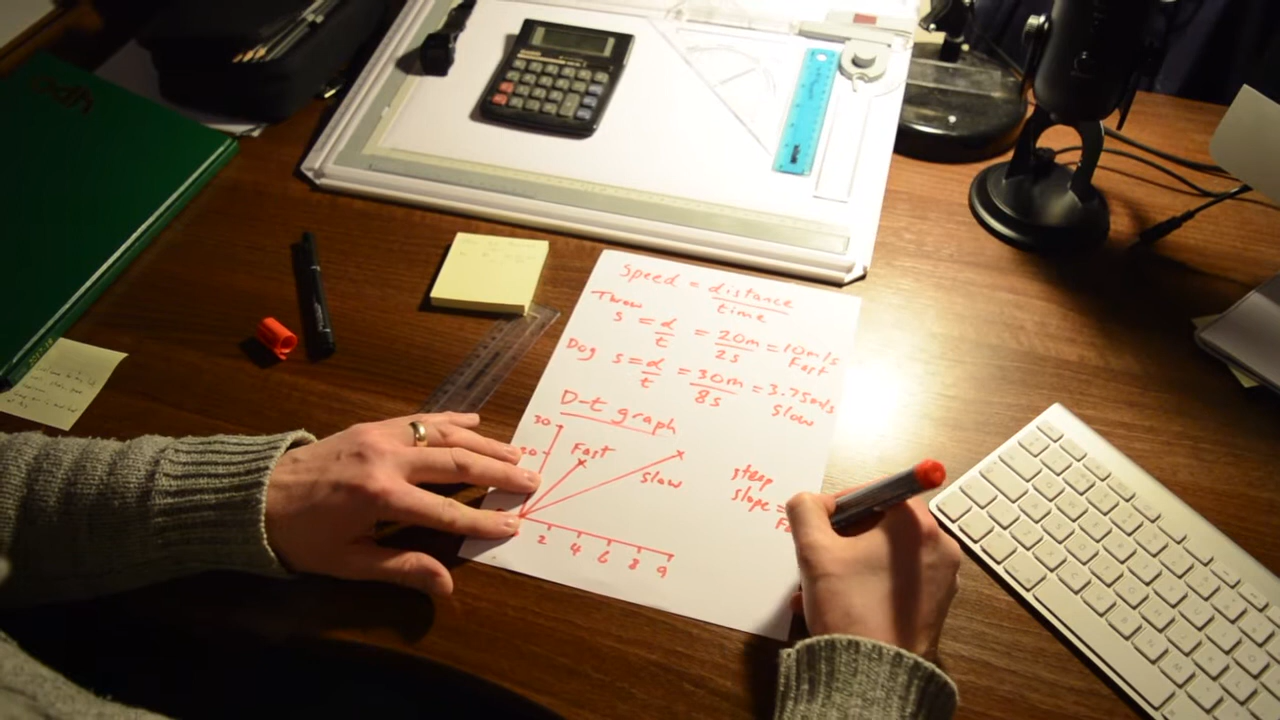 Speed = distance
time
Throw
s = d = 20m = 10m/s
t 2s Fast
Dog s = d = 30m = 3.75m/s
t 8s slow
D-t graph
30
20
Fast
slow
steep
slope =
2 4 6 8 9